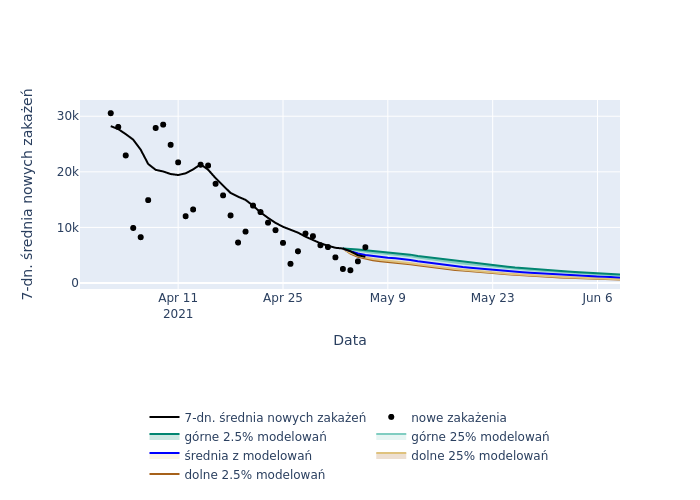 30k
20k
10k
0
7-dn. średnia nowych zakażeń
Apr 11
2021
Apr 25
May 9
May 23
Jun 6
Data
7-dn. średnia nowych zakażeń
nowe zakażenia
górne 2.5% modelowań
górne 25% modelowań
średnia z modelowań
dolne 25% modelowań
dolne 2.5% modelowań